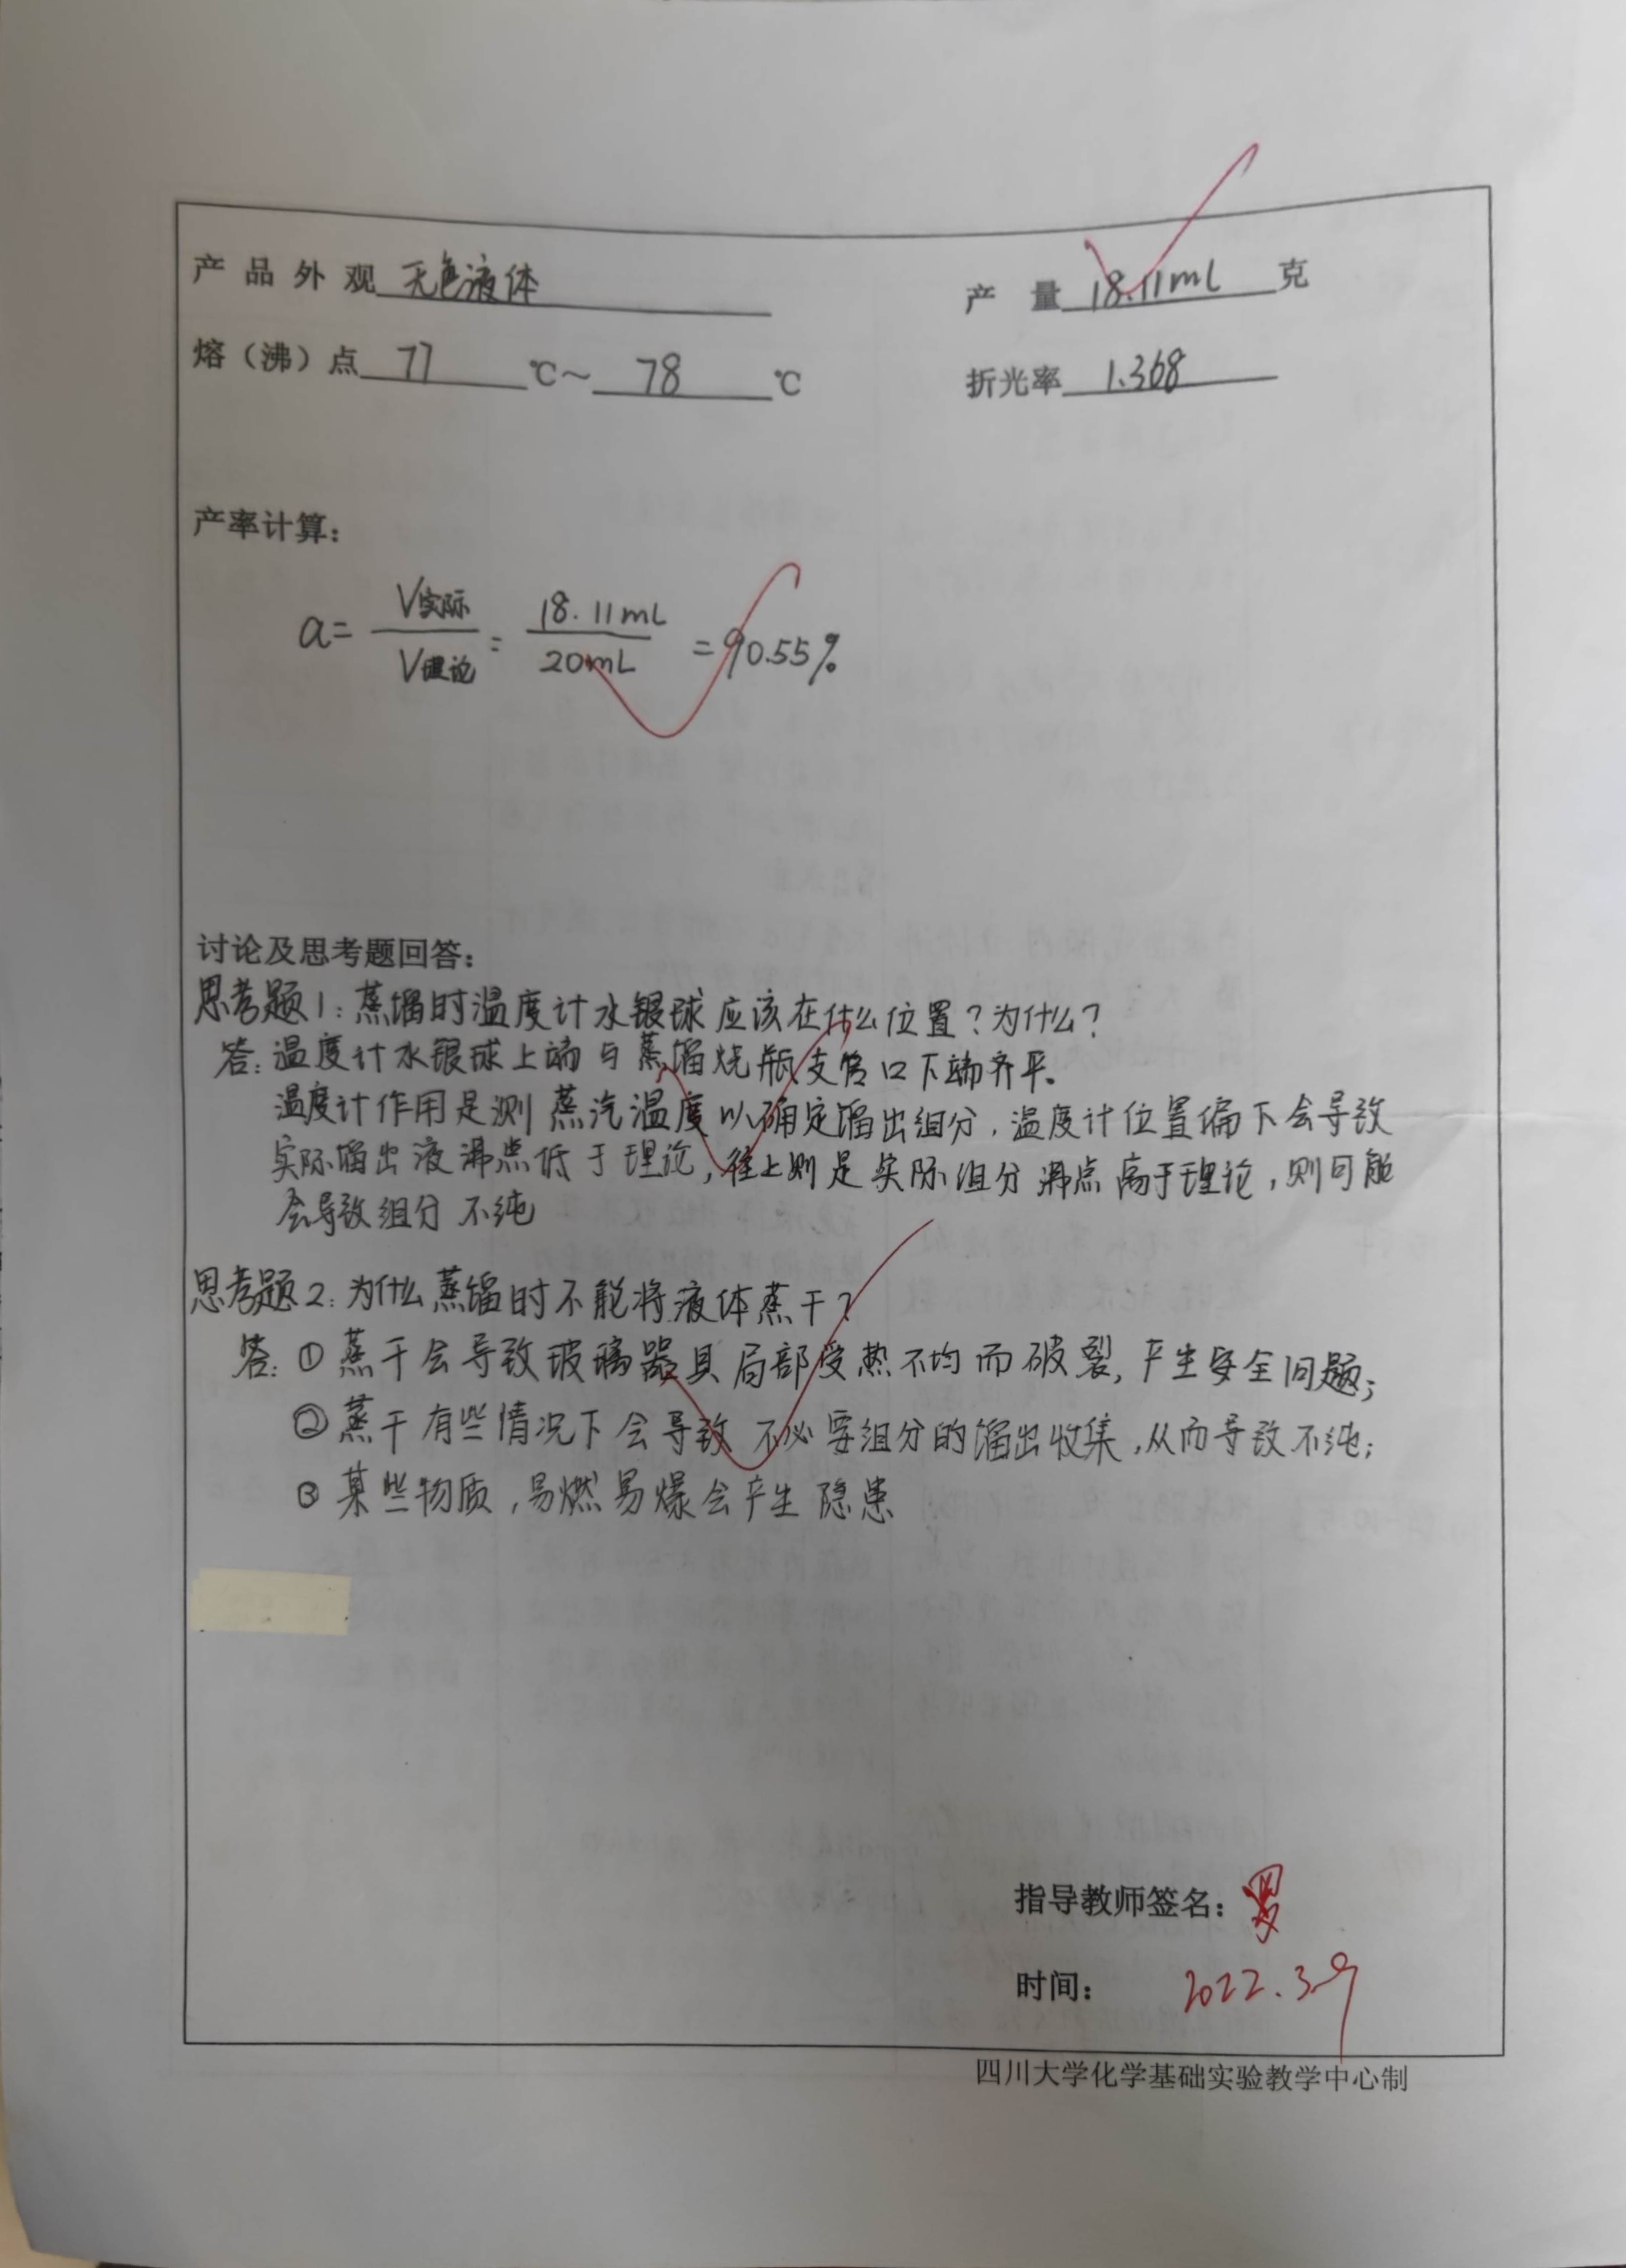 产品外观 无色液体 产量 18.11mL 克
熔（沸）点 77 ℃～ 78 ℃ 折光率 1.368
产率计算：
a= V实际/V理论 = 18.11mL/20mL =90.55%
讨论及思考题回答：
思考题1：蒸馏时温度计水银球应该在什么位置？为什么？
答：温度计水银球上端与蒸馏烧瓶支管口下端齐平。
温度计作用是测蒸汽温度以确定馏出组分，温度计位置偏下会导致
实际馏出液沸点低于理论，往上则是实际组分沸点高于理论，则可能
会导致组分不纯
思考题2：为什么蒸馏时不能将液体蒸干？
答：①蒸干会导致玻璃器具局部受热不均而破裂，产生安全问题；
②蒸干有些情况下会导致不必要组分的馏出收集，从而导致不纯；
③某些物质，易燃易爆会产生隐患
指导教师签名：罗
时间： 2022.3.9
四川大学化学基础实验教学中心制